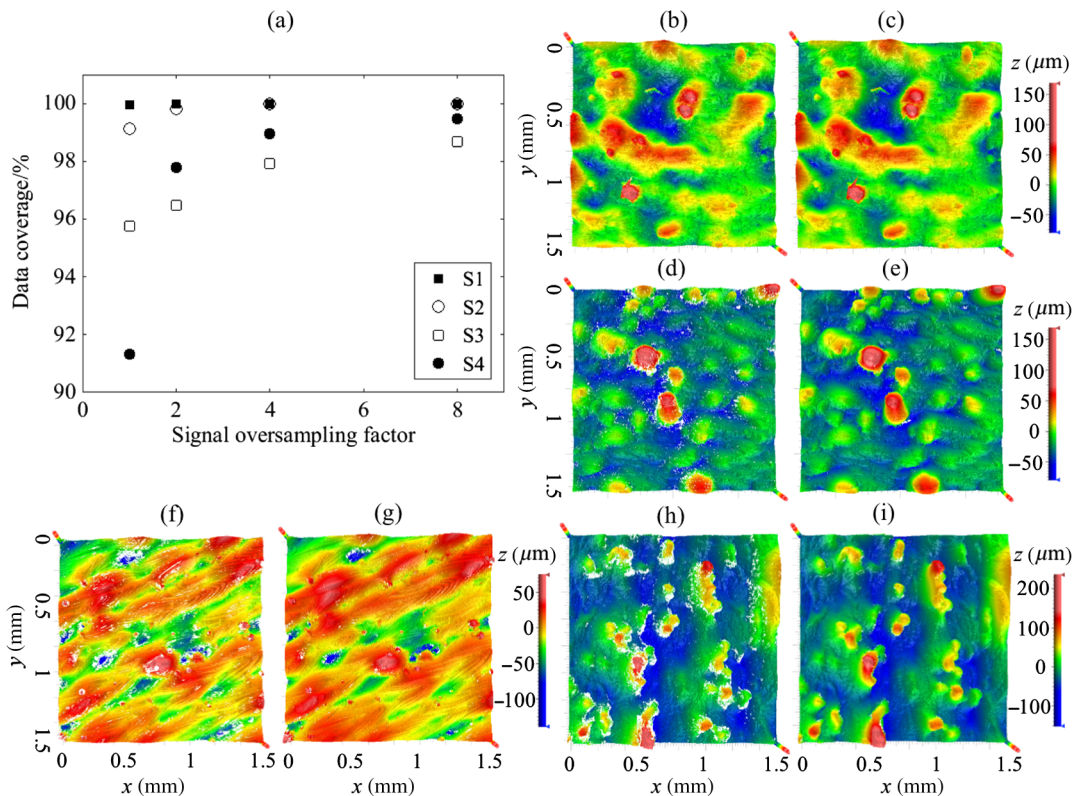 (a)
100
98
96
94
92
90
Data coverage/%
0
2
4
6
8
Signal oversampling factor
S1
S2
S3
S4
(b)
(c)
0
0.5
1
1.5
y (mm)
z (μm)
150
100
50
0
−50
(d)
(e)
0
0.5
1
1.5
y (mm)
z (μm)
150
100
50
0
−50
(f)
(g)
0
0.5
1
1.5
y (mm)
0
0.5
1
1.5
x (mm)
0
0.5
1
1.5
x (mm)
z (μm)
50
0
−50
−100
(h)
(i)
0
0.5
1
1.5
x (mm)
0
0.5
1
1.5
x (mm)
z (μm)
200
100
0
−100